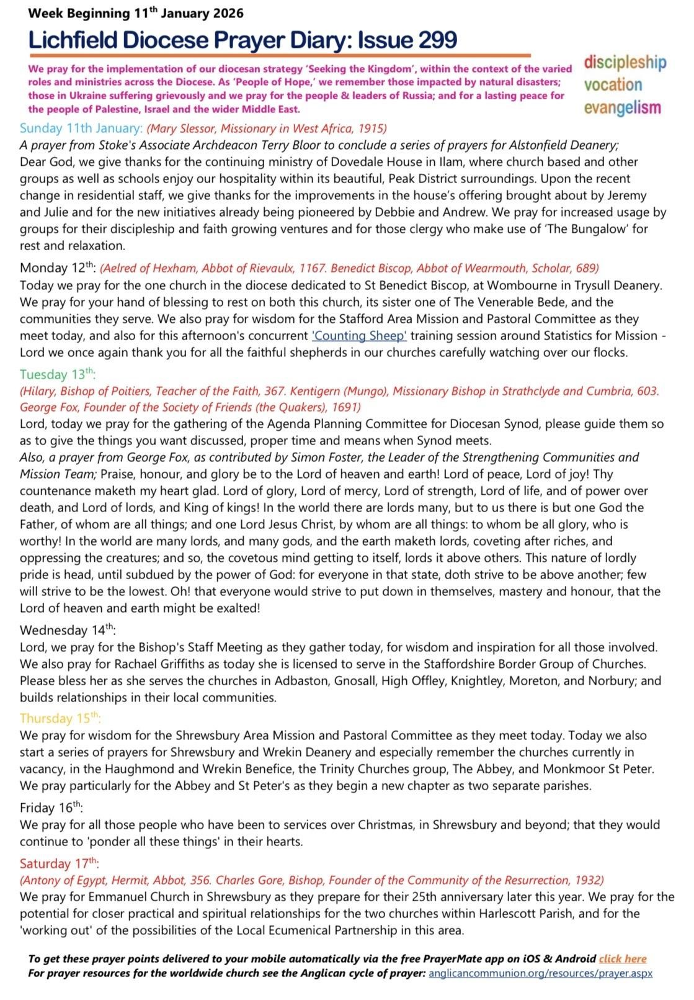 Week Beginning 11th January 2026
Lichfield Diocese Prayer Diary: Issue 299
We pray for the implementation of our diocesan strategy ‘Seeking the Kingdom’, within the context of the varied
roles and ministries across the Diocese. As ‘People of Hope,’ we remember those impacted by natural disasters;
those in Ukraine suffering grievously and we pray for the people & leaders of Russia; and for a lasting peace for
the people of Palestine, Israel and the wider Middle East.
discipleship
vocation
evangelism
Sunday 11th January: (Mary Slessor, Missionary in West Africa, 1915)
A prayer from Stoke's Associate Archdeacon Terry Bloor to conclude a series of prayers for Alstonfield Deanery;
Dear God, we give thanks for the continuing ministry of Dovedale House in Ilam, where church based and other
groups as well as schools enjoy our hospitality within its beautiful, Peak District surroundings. Upon the recent
change in residential staff, we give thanks for the improvements in the house’s offering brought about by Jeremy
and Julie and for the new initiatives already being pioneered by Debbie and Andrew. We pray for increased usage by
groups for their discipleship and faith growing ventures and for those clergy who make use of ‘The Bungalow’ for
rest and relaxation.
Monday 12th: (Aelred of Hexham, Abbot of Rievaulx, 1167. Benedict Biscop, Abbot of Wearmouth, Scholar, 689)
Today we pray for the one church in the diocese dedicated to St Benedict Biscop, at Wombourne in Trysull Deanery.
We pray for your hand of blessing to rest on both this church, its sister one of The Venerable Bede, and the
communities they serve. We also pray for wisdom for the Stafford Area Mission and Pastoral Committee as they
meet today, and also for this afternoon's concurrent 'Counting Sheep' training session around Statistics for Mission -
Lord we once again thank you for all the faithful shepherds in our churches carefully watching over our flocks.
Tuesday 13th:
(Hilary, Bishop of Poitiers, Teacher of the Faith, 367. Kentigern (Mungo), Missionary Bishop in Strathclyde and Cumbria, 603.
George Fox, Founder of the Society of Friends (the Quakers), 1691)
Lord, today we pray for the gathering of the Agenda Planning Committee for Diocesan Synod, please guide them so
as to give the things you want discussed, proper time and means when Synod meets.
Also, a prayer from George Fox, as contributed by Simon Foster, the Leader of the Strengthening Communities and
Mission Team; Praise, honour, and glory be to the Lord of heaven and earth! Lord of peace, Lord of joy! Thy
countenance maketh my heart glad. Lord of glory, Lord of mercy, Lord of strength, Lord of life, and of power over
death, and Lord of lords, and King of kings! In the world there are lords many, but to us there is but one God the
Father, of whom are all things; and one Lord Jesus Christ, by whom are all things: to whom be all glory, who is
worthy! In the world are many lords, and many gods, and the earth maketh lords, coveting after riches, and
oppressing the creatures; and so, the covetous mind getting to itself, lords it above others. This nature of lordly
pride is head, until subdued by the power of God: for everyone in that state, doth strive to be above another; few
will strive to be the lowest. Oh! that everyone would strive to put down in themselves, mastery and honour, that the
Lord of heaven and earth might be exalted!
Wednesday 14th:
Lord, we pray for the Bishop's Staff Meeting as they gather today, for wisdom and inspiration for all those involved.
We also pray for Rachael Griffiths as today she is licensed to serve in the Staffordshire Border Group of Churches.
Please bless her as she serves the churches in Adbaston, Gnosall, High Offley, Knightley, Moreton, and Norbury; and
builds relationships in their local communities.
Thursday 15th:
We pray for wisdom for the Shrewsbury Area Mission and Pastoral Committee as they meet today. Today we also
start a series of prayers for Shrewsbury and Wrekin Deanery and especially remember the churches currently in
vacancy, in the Haughmond and Wrekin Benefice, the Trinity Churches group, The Abbey, and Monkmoor St Peter.
We pray particularly for the Abbey and St Peter's as they begin a new chapter as two separate parishes.
Friday 16th:
We pray for all those people who have been to services over Christmas, in Shrewsbury and beyond; that they would
continue to 'ponder all these things' in their hearts.
Saturday 17th:
(Antony of Egypt, Hermit, Abbot, 356. Charles Gore, Bishop, Founder of the Community of the Resurrection, 1932)
We pray for Emmanuel Church in Shrewsbury as they prepare for their 25th anniversary later this year. We pray for the
potential for closer practical and spiritual relationships for the two churches within Harlescott Parish, and for the
'working out' of the possibilities of the Local Ecumenical Partnership in this area.
To get these prayer points delivered to your mobile automatically via the free PrayerMate app on iOS & Android click here
For prayer resources for the worldwide church see the Anglican cycle of prayer: anglicancommunion.org/resources/prayer.aspx